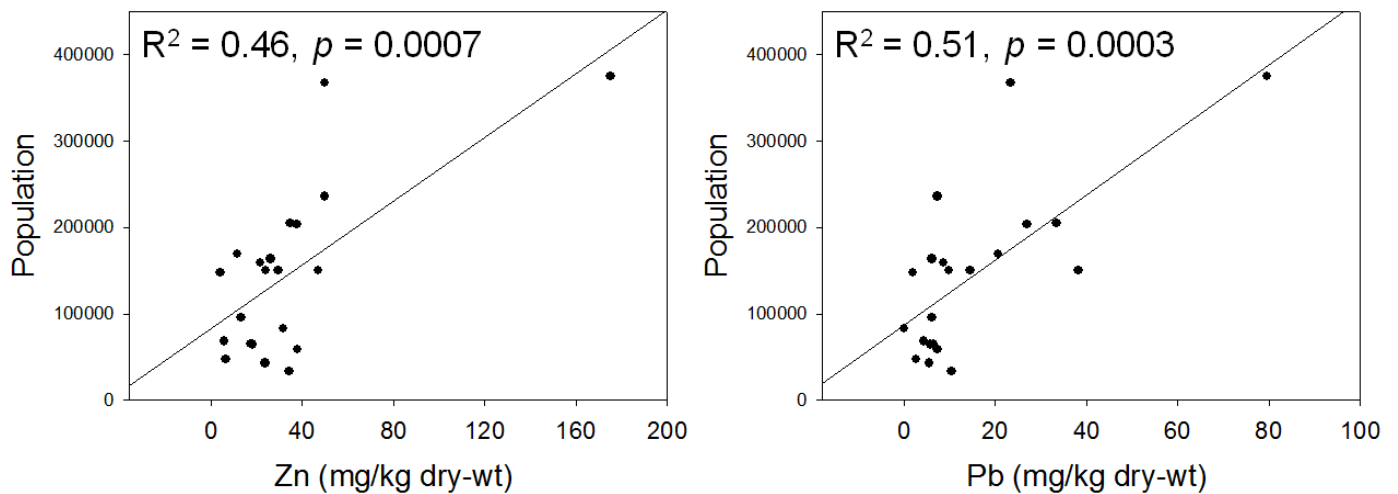 R² = 0.46, p = 0.0007
Population
400000
300000
200000
100000
0
0 40 80 120 160 200
Zn (mg/kg dry-wt)
R² = 0.51, p = 0.0003
Population
400000
300000
200000
100000
0
0 20 40 60 80 100
Pb (mg/kg dry-wt)